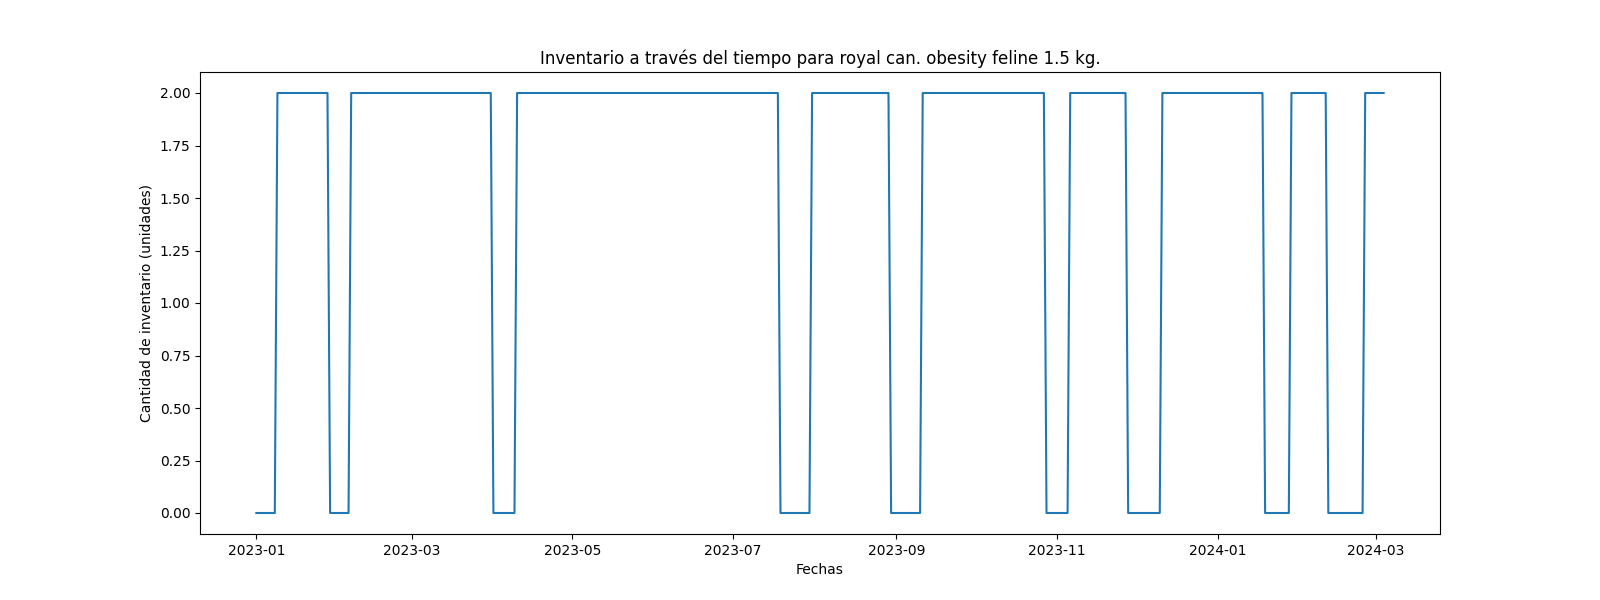 Inventario a través del tiempo para royal can. obesity feline 1.5 kg.
Cantidad de inventario (unidades)
2.00
1.75
1.50
1.25
1.00
0.75
0.50
0.25
0.00
2023-01 2023-03 2023-05 2023-07 2023-09 2023-11 2024-01 2024-03
Fechas